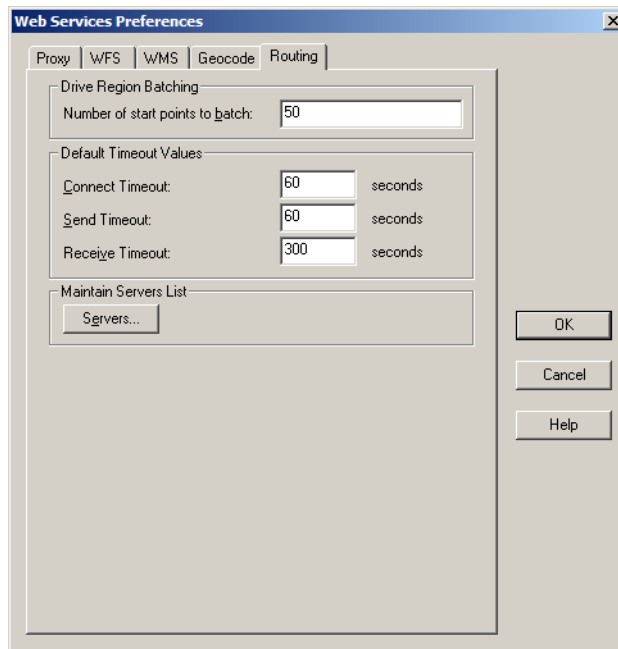 Web Services Preferences
Proxy WFS WMS Geocode Routing
Drive Region Batching
Number of start points to batch: 50
Default Timeout Values
Connect Timeout: 60 seconds
Send Timeout: 60 seconds
Receive Timeout: 300 seconds
Maintain Servers List
Servers...
OK
Cancel
Help